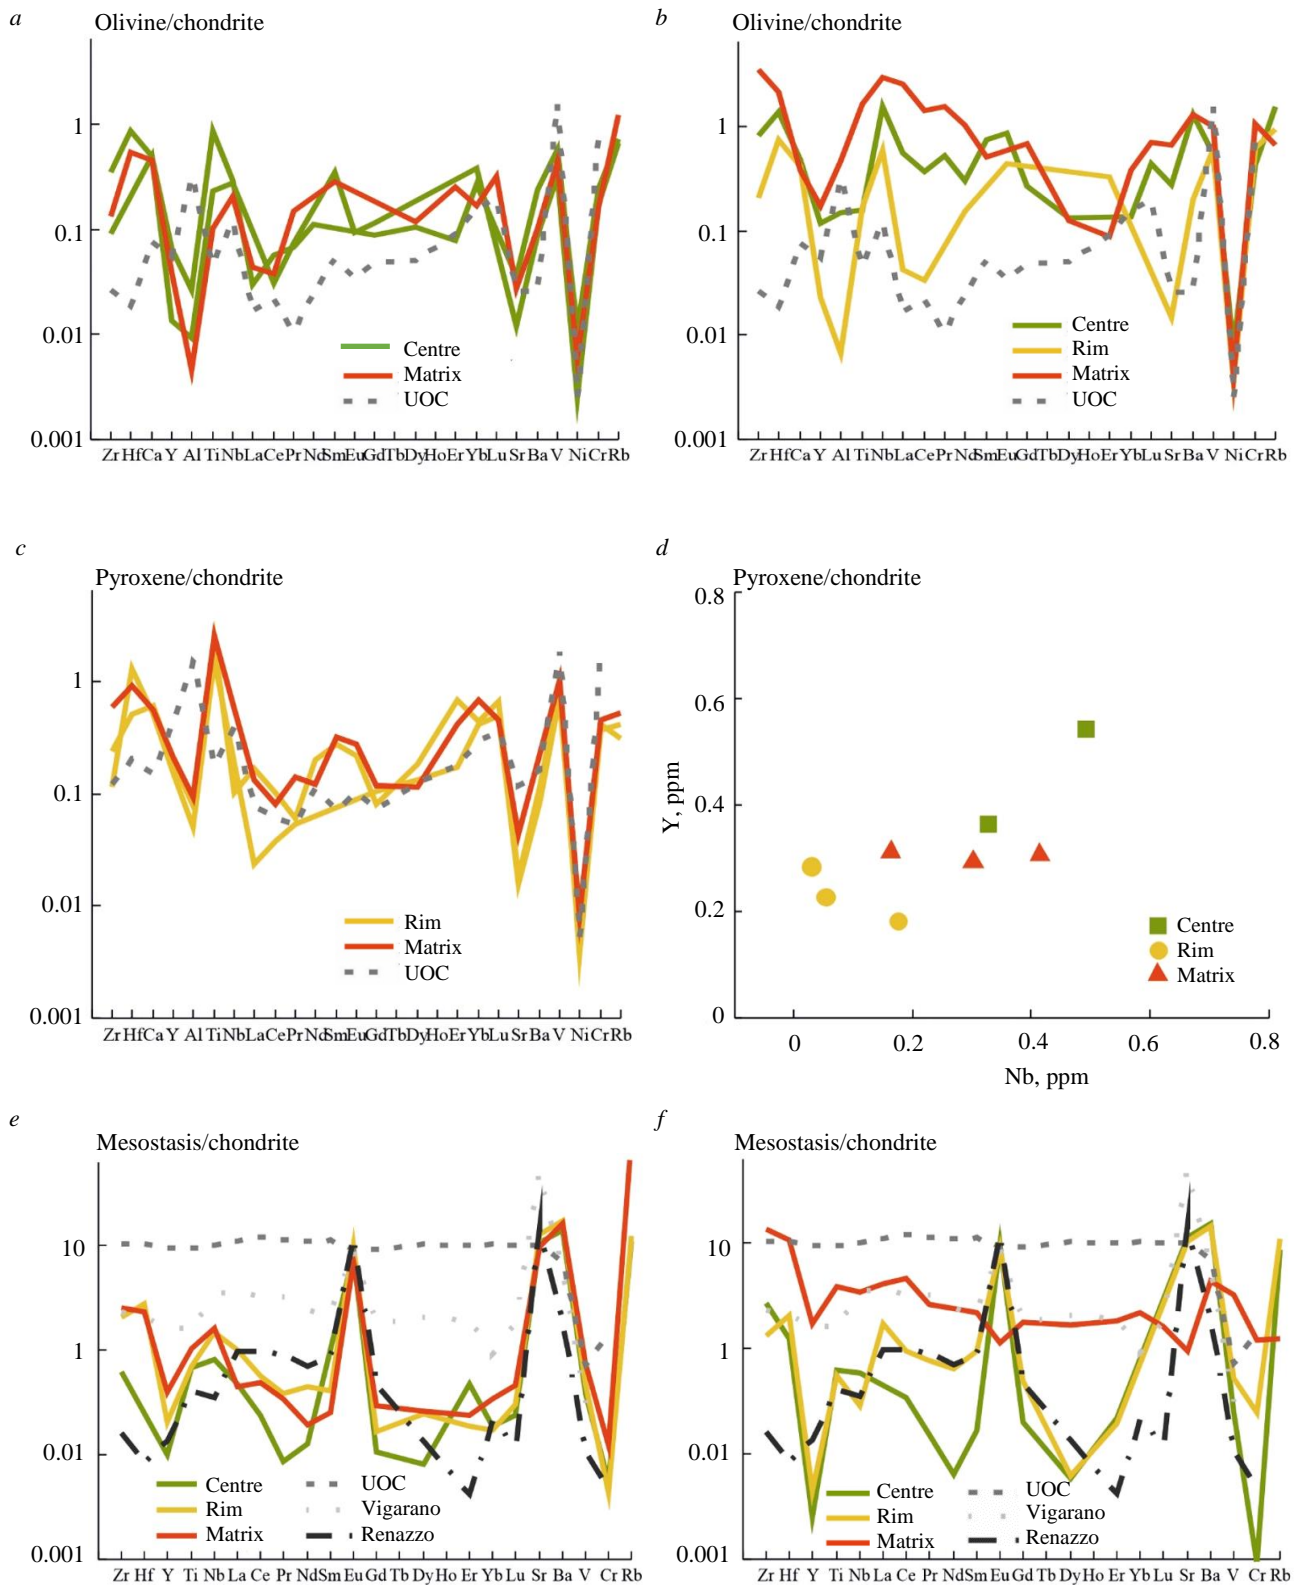 a
Olivine/chondrite
1
0.1
0.01
0.001
Centre
Matrix
UOC
Zr Hf Ca Y Al Ti Nb La Ce Pr Nd Sm Eu Gd Tb Dy Ho Er Yb Lu Sr Ba V Ni Cr Rb
b
Olivine/chondrite
1
0.1
0.01
0.001
Centre
Rim
Matrix
UOC
Zr Hf Ca Y Al Ti Nb La Ce Pr Nd Sm Eu Gd Tb Dy Ho Er Yb Lu Sr Ba V Ni Cr Rb
c
Pyroxene/chondrite
1
0.1
0.01
0.001
Rim
Matrix
UOC
Zr Hf Ca Y Al Ti Nb La Ce Pr Nd Sm Eu Gd Tb Dy Ho Er Yb Lu Sr Ba V Ni Cr Rb
d
Pyroxene/chondrite
0.8
0.6
0.4
0.2
0
Y, ppm
Centre
Rim
Matrix
0 0.2 0.4 0.6 0.8
Nb, ppm
e
Mesostasis/chondrite
10
1
0.01
0.001
Centre
Rim
Matrix
UOC
Vigarano
Renazzo
Zr Hf Y Ti Nb La Ce Pr Nd Sm Eu Gd Tb Dy Ho Er Yb Lu Sr Ba V Cr Rb
f
Mesostasis/chondrite
10
1
0.01
0.001
Centre
Rim
Matrix
UOC
Vigarano
Renazzo
Zr Hf Y Ti Nb La Ce Pr Nd Sm Eu Gd Tb Dy Ho Er Yb Lu Sr Ba V Cr Rb